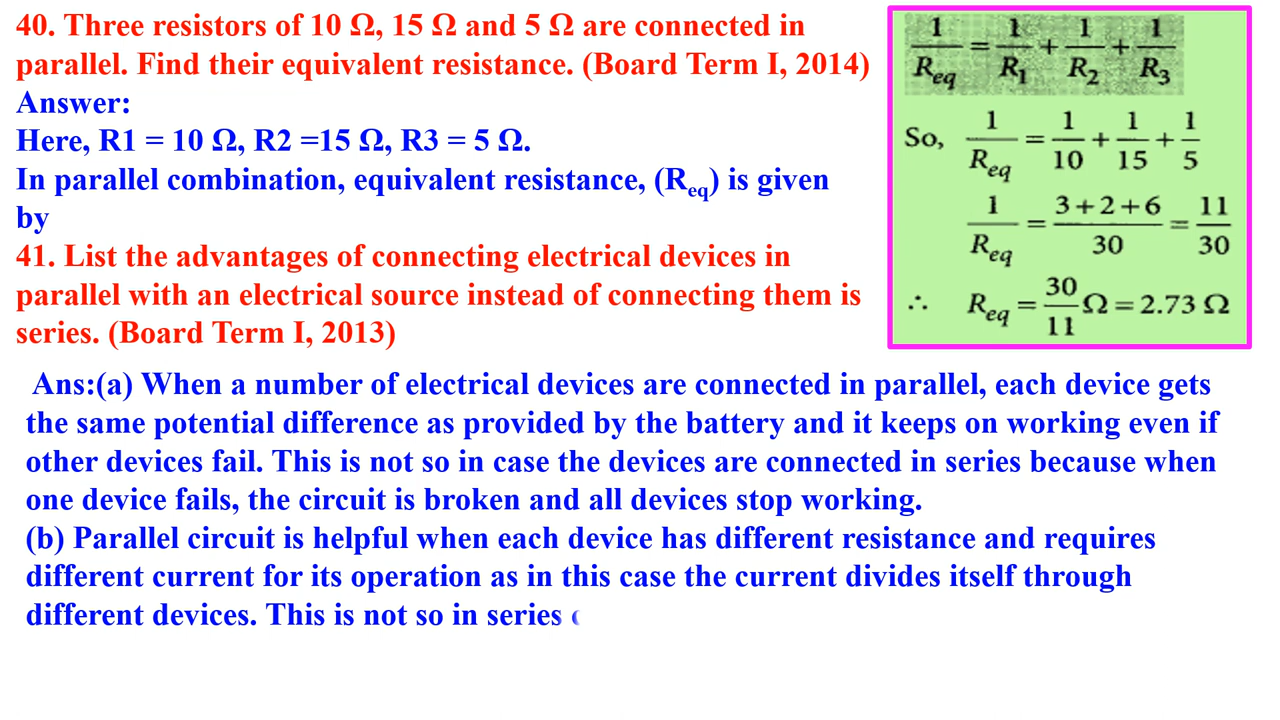 40. Three resistors of 10 Ω, 15 Ω and 5 Ω are connected in
parallel. Find their equivalent resistance. (Board Term I, 2014)
Answer:
Here, R1 = 10 Ω, R2 =15 Ω, R3 = 5 Ω.
In parallel combination, equivalent resistance, (Req) is given
by
1/Req = 1/R1 + 1/R2 + 1/R3
So, 1/Req = 1/10 + 1/15 + 1/5
1/Req = 3+2+6/30 = 11/30
∴ Req = 30/11 Ω = 2.73 Ω
41. List the advantages of connecting electrical devices in
parallel with an electrical source instead of connecting them is
series. (Board Term I, 2013)
Ans:(a) When a number of electrical devices are connected in parallel, each device gets
the same potential difference as provided by the battery and it keeps on working even if
other devices fail. This is not so in case the devices are connected in series because when
one device fails, the circuit is broken and all devices stop working.
(b) Parallel circuit is helpful when each device has different resistance and requires
different current for its operation as in this case the current divides itself through
different devices. This is not so in series